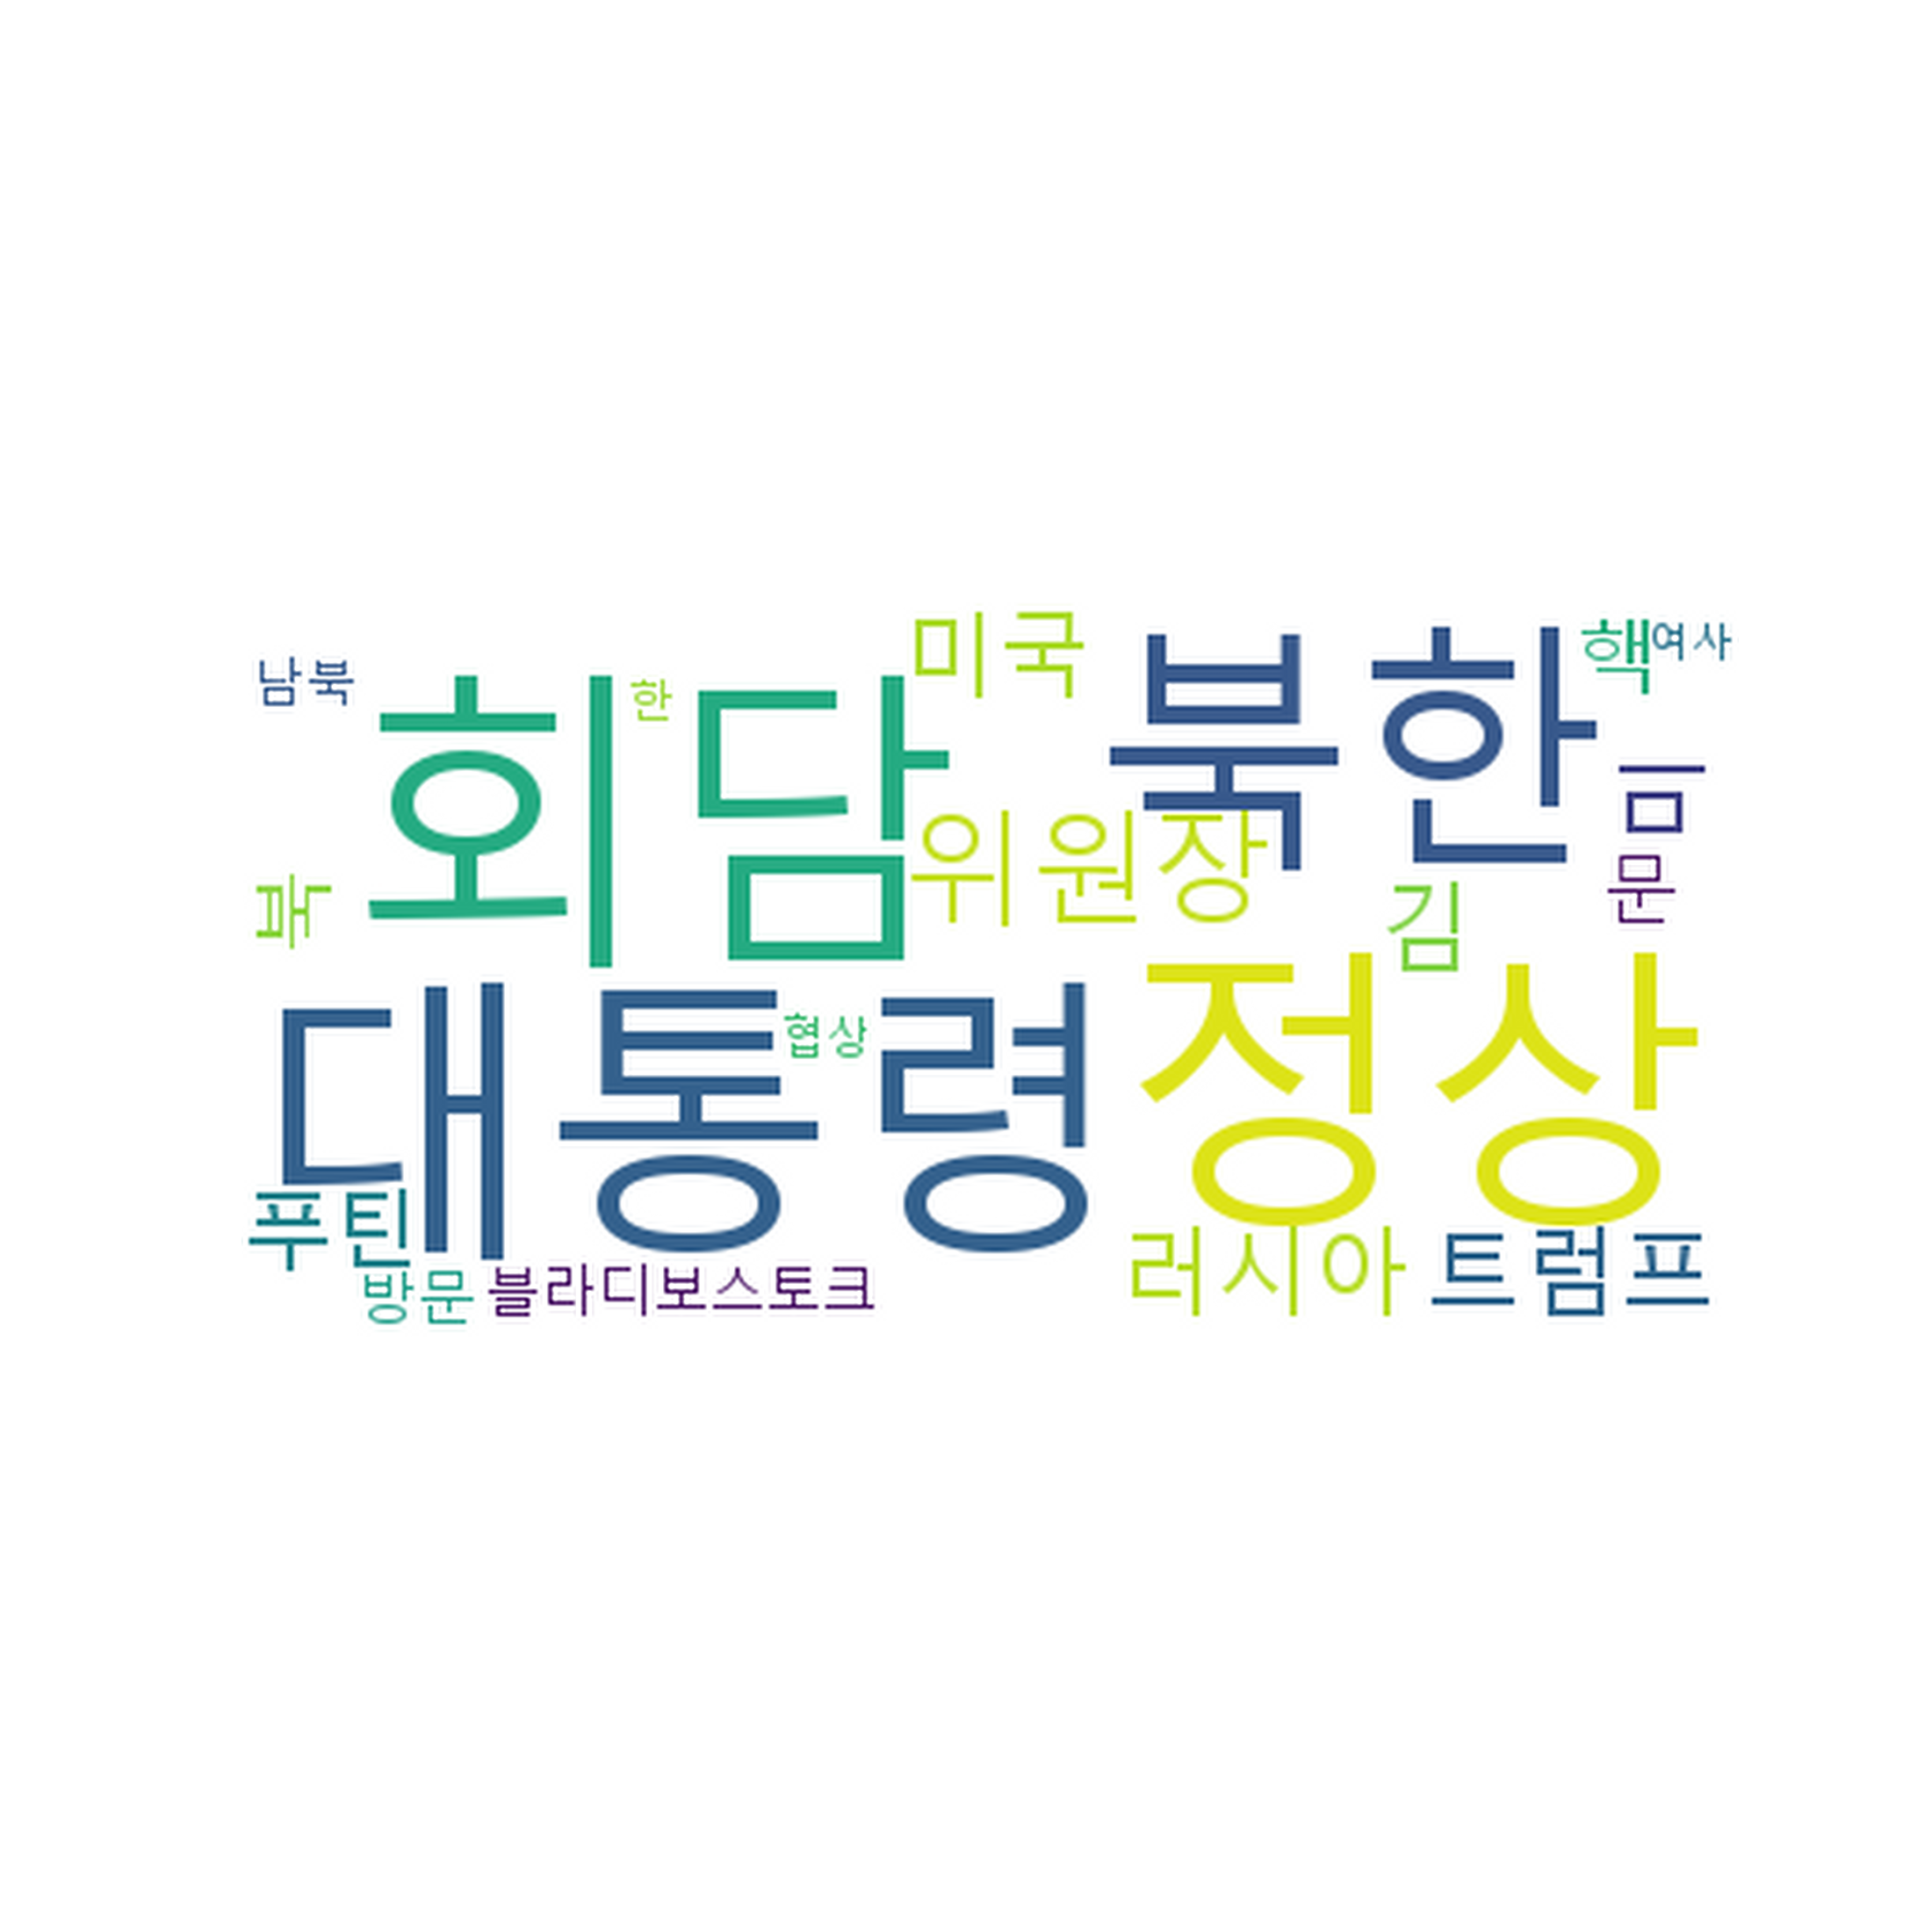 미국
북한
핵
여사
남북
한
회담
미
위원장
문
북
김
대통령
협상
정상
푸틴
러시아
트럼프
방문
블라디보스토크